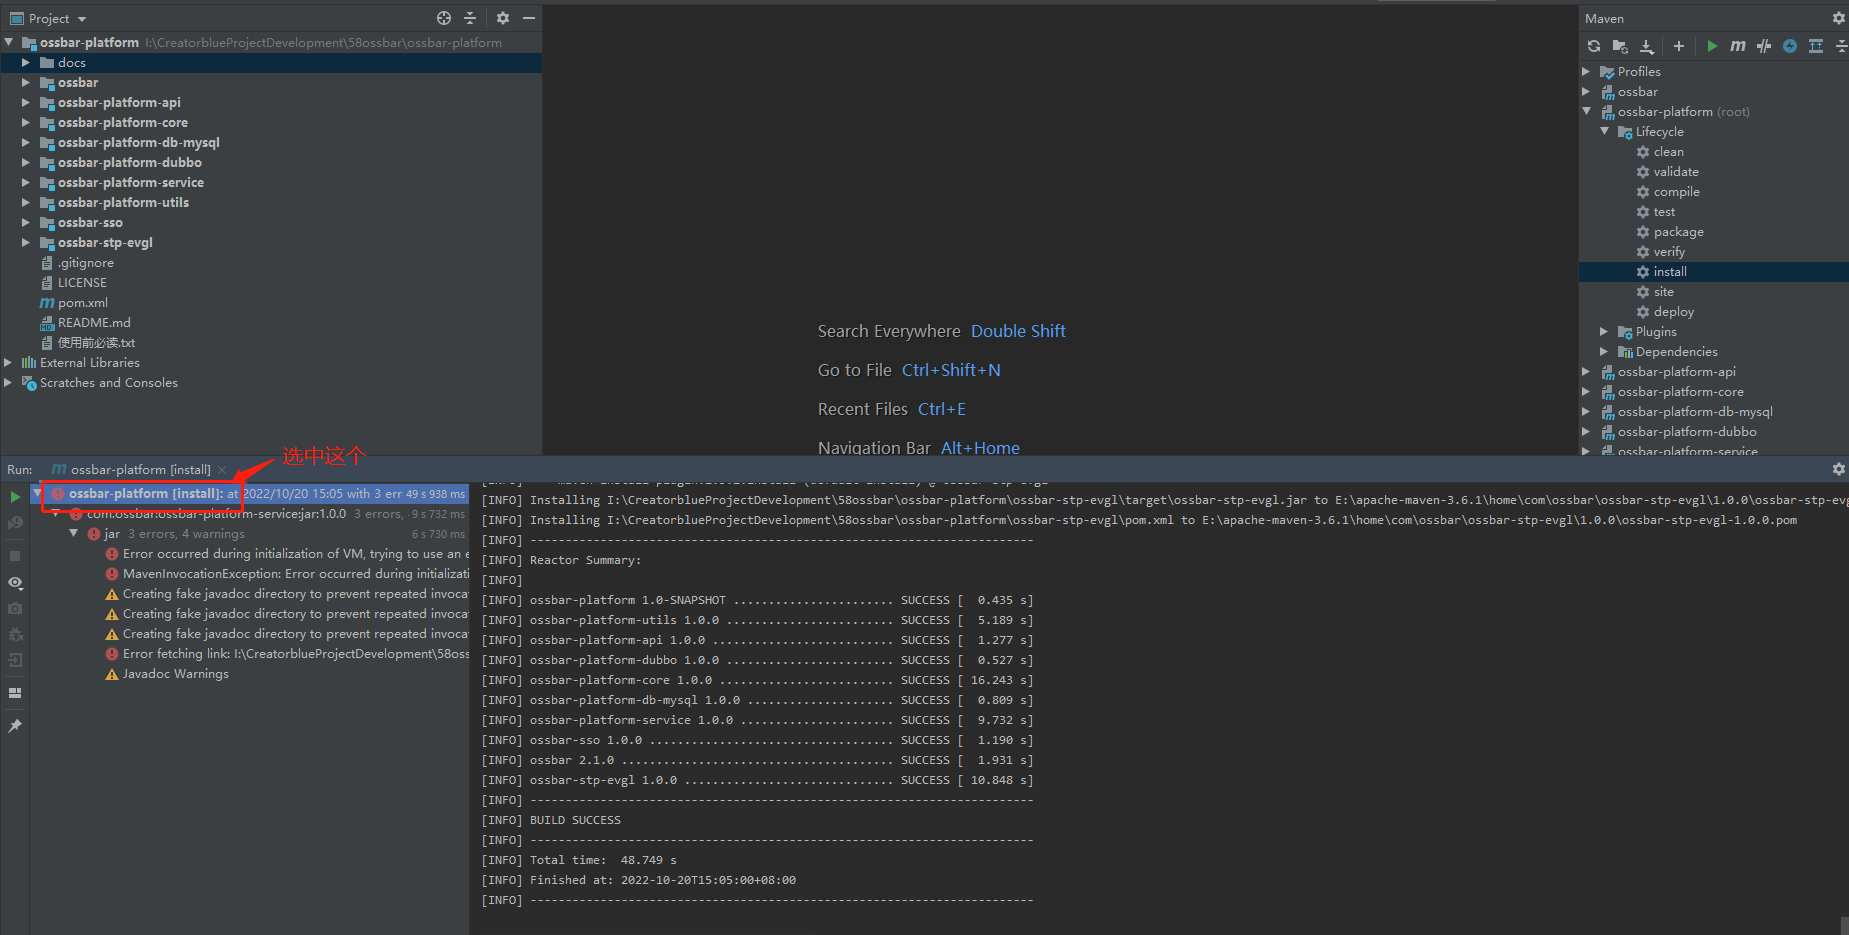 Project
ossbar-platform I:\CreatorblueProjectDevelopment\58ossbar\ossbar-platform
docs
ossbar
ossbar-platform-api
ossbar-platform-core
ossbar-platform-db-mysql
ossbar-platform-dubbo
ossbar-platform-service
ossbar-platform-utils
ossbar-sso
ossbar-stp-evgl
.gitignore
LICENSE
pom.xml
README.md
使用前必读.txt
External Libraries
Scratches and Consoles
Search Everywhere Double Shift
Go to File Ctrl+Shift+N
Recent Files Ctrl+E
Navigation Bar Alt+Home
Maven
Profiles
ossbar
ossbar-platform (root)
Lifecycle
clean
validate
compile
test
package
verify
install
site
deploy
Plugins
Dependencies
ossbar-platform-api
ossbar-platform-core
ossbar-platform-db-mysql
ossbar-platform-dubbo
ossbar-platform-service
选中这个
Run: ossbar-platform [install]
ossbar-platform [install]: at 2022/10/20 15:05 with 3 err 49 s 938 ms
com.ossbar:ossbar-platform-service:jar:1.0.0 3 errors, 9 s 732 ms
jar 3 errors, 4 warnings 6 s 730 ms
Error occurred during initialization of VM, trying to use an e
MavenInvocationException: Error occurred during initializati
Creating fake javadoc directory to prevent repeated invoca
Creating fake javadoc directory to prevent repeated invoca
Creating fake javadoc directory to prevent repeated invoca
Error fetching link: I:\CreatorblueProjectDevelopment\58oss
Javadoc Warnings
[INFO] Installing I:\CreatorblueProjectDevelopment\58ossbar\ossbar-platform\ossbar-stp-evgl\target\ossbar-stp-evgl.jar to E:\apache-maven-3.6.1\home\com\ossbar\ossbar-stp-evgl\1.0.0\ossbar-stp-evg
[INFO] Installing I:\CreatorblueProjectDevelopment\58ossbar\ossbar-platform\ossbar-stp-evgl\pom.xml to E:\apache-maven-3.6.1\home\com\ossbar\ossbar-stp-evgl\1.0.0\ossbar-stp-evgl-1.0.0.pom
[INFO] ------------------------------------------------------------------------
[INFO] Reactor Summary:
[INFO]
[INFO] ossbar-platform 1.0-SNAPSHOT ....................... SUCCESS [  0.435 s]
[INFO] ossbar-platform-utils 1.0.0 ........................ SUCCESS [  5.189 s]
[INFO] ossbar-platform-api 1.0.0 .......................... SUCCESS [  1.277 s]
[INFO] ossbar-platform-dubbo 1.0.0 ........................ SUCCESS [  0.527 s]
[INFO] ossbar-platform-core 1.0.0 ......................... SUCCESS [ 16.243 s]
[INFO] ossbar-platform-db-mysql 1.0.0 ..................... SUCCESS [  0.809 s]
[INFO] ossbar-platform-service 1.0.0 ...................... SUCCESS [  9.732 s]
[INFO] ossbar-sso 1.0.0 ................................... SUCCESS [  1.190 s]
[INFO] ossbar 2.1.0 ....................................... SUCCESS [  1.931 s]
[INFO] ossbar-stp-evgl 1.0.0 .............................. SUCCESS [ 10.848 s]
[INFO] ------------------------------------------------------------------------
[INFO] BUILD SUCCESS
[INFO] ------------------------------------------------------------------------
[INFO] Total time:  48.749 s
[INFO] Finished at: 2022-10-20T15:05:00+08:00
[INFO] ------------------------------------------------------------------------